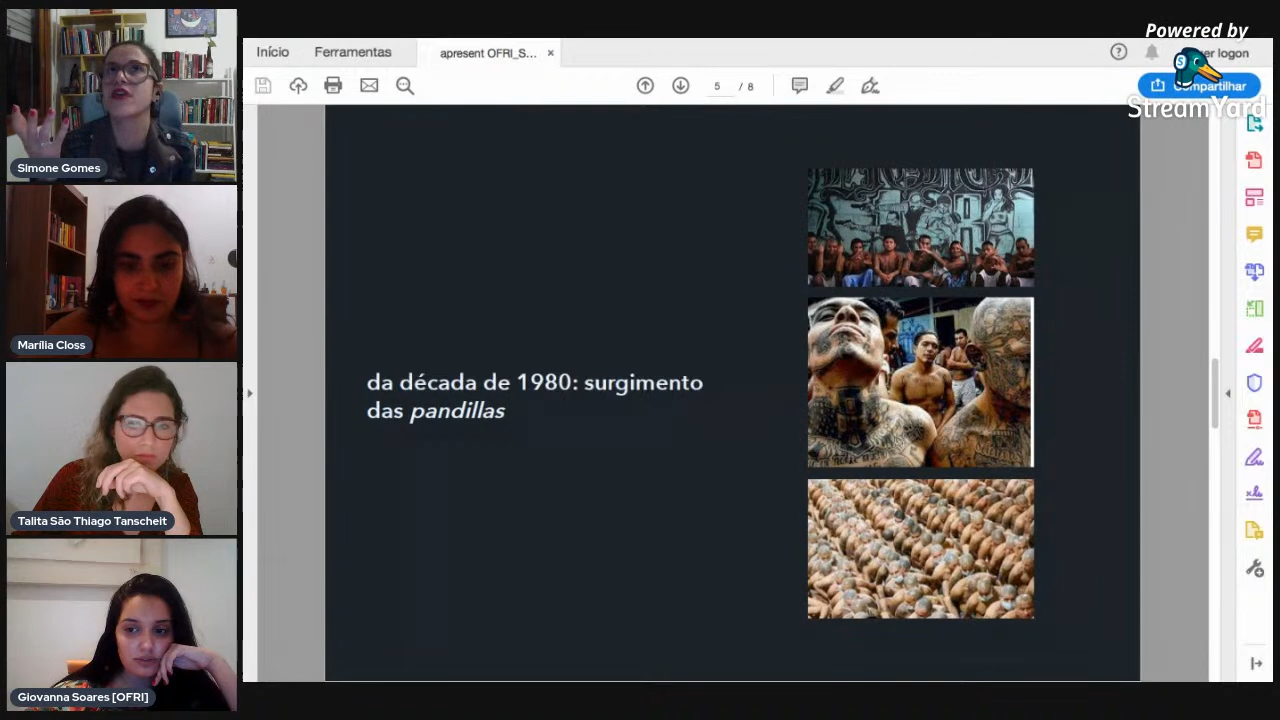 Simone Gomes
Marília Closs
Talita São Thiago Tanscheit
Giovanna Soares [OFRI]
Início
Ferramentas
apresent OFRI_S...
5 / 8
Compartilhar
Powered by
StreamYard
da década de 1980: surgimento
das pandillas